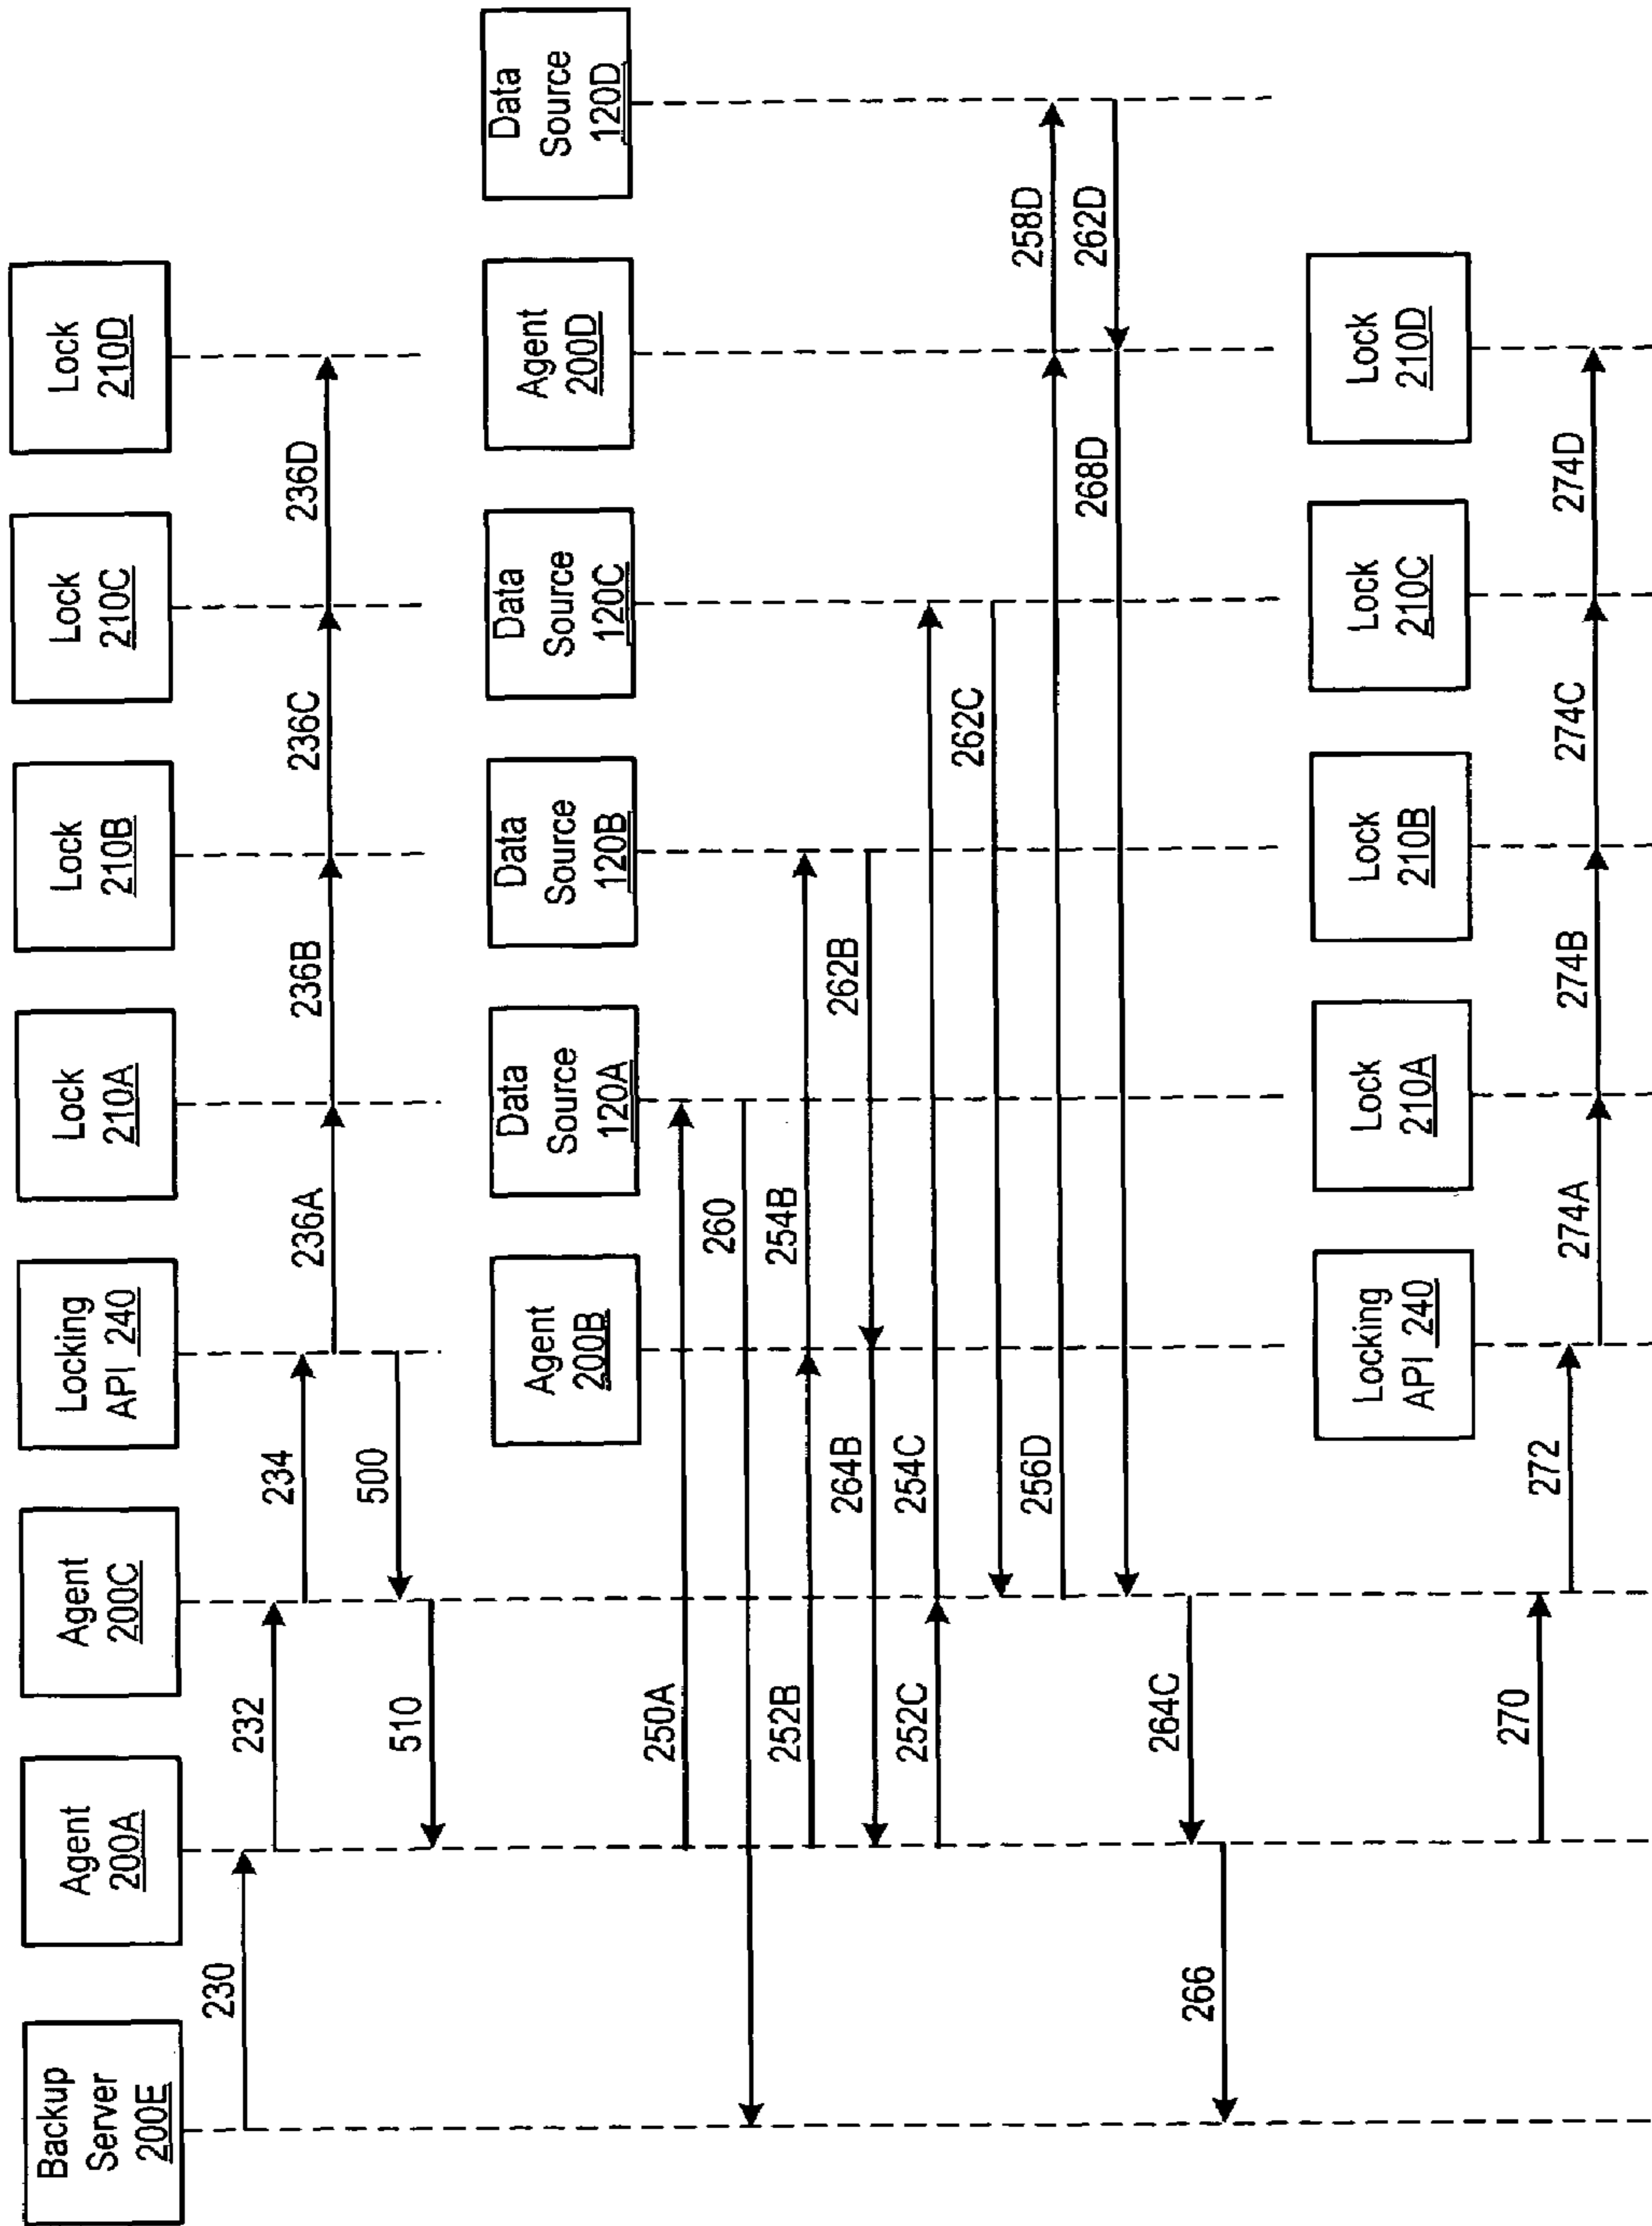 Backup
Server
200E
Agent
200A
Agent
200C
Locking
API 240
Lock
210A
Lock
210B
Lock
210C
Lock
210D
230
232
234
236A
236B
236C
236D
500
510
Agent
200B
Data
Source
120A
Data
Source
120B
Data
Source
120C
Agent
200D
Data
Source
120D
250A
260
252B
254B
262B
264B
252C
254C
262C
256D
258D
262D
268D
264C
266
Locking
API 240
Lock
210A
Lock
210B
Lock
210C
Lock
210D
270
272
274A
274B
274C
274D